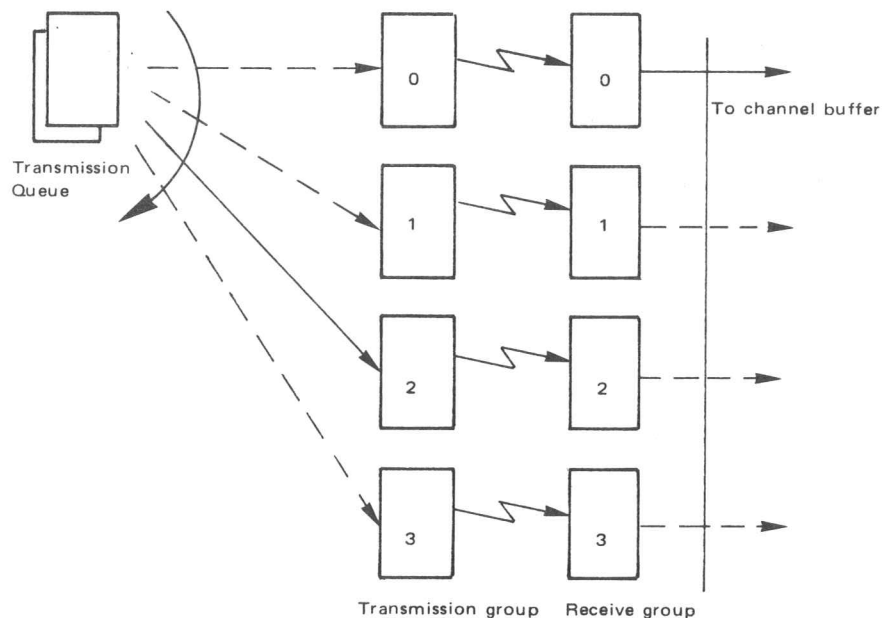 0
0
To channel buffer
Transmission
Queue
1
1
2
2
3
3
Transmission group
Receive group